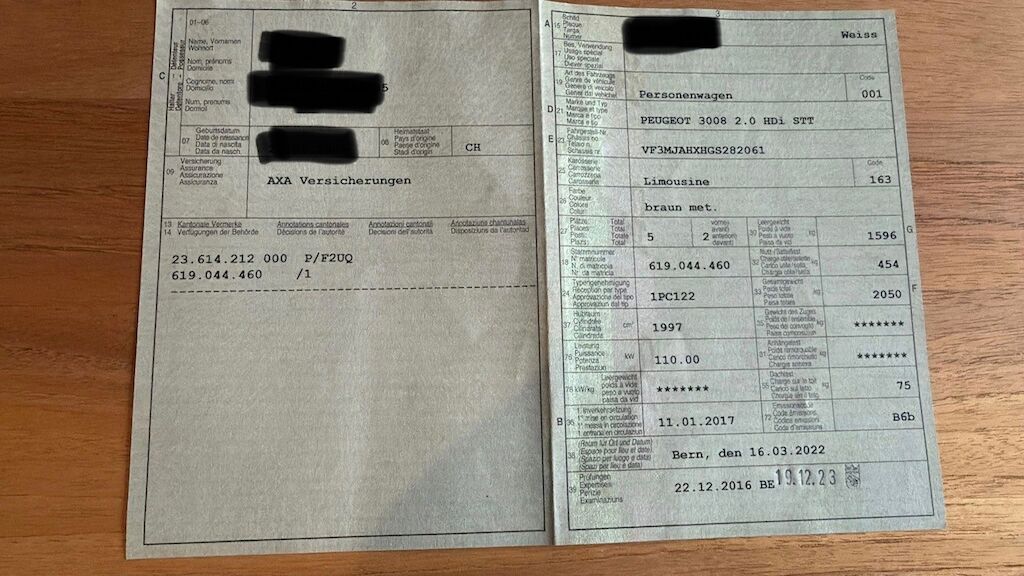 2
01-06
Name, Vornamen
Wohnort
Nom, prénoms
Domicile
Cognome, nomi
Domicilio
Num, prenums
Domicil
C
Halter
Détenteur
Detentore
Possessur
5
07
Geburtsdatum
Date de naissance
Data di nascita
Data da nasch.
08
Heimatstaat
Pays d'origine
Paese d'origine
Stadi d'origin
CH
09
Versicherung
Assurance
Assicurazione
Assicuranza
AXA Versicherungen
13 Kantonale Vermerke Annotations cantonales Annotazioni cantonali Annotaziuns chantunalas
14 Verfügungen der Behörde Décisions de l'autorité Decisioni dell'autorità Disposiziuns da l'autoritad
23.614.212 000 P/F2UQ
619.044.460 /1
3
A 15
Schild
Plaque
Targa
Numer
Weiss
17
Bes. Verwendung
Usage spécial
Uso speciale
Diever spezial
19
Art des Fahrzeugs
Genre de véhicule
Genere di veicolo
Gener dal vehichel
Personenwagen
Code
001
D 21
Marke und Typ
Marque et type
Marca e tipo
Marca e tip
PEUGEOT 3008 2.0 HDi STT
E 23
Fahrgestell-Nr.
Châssis no
Telaio n.
Schassis nr.
VF3MJAHXHGS282061
25
Karosserie
Carrosserie
Carrozzeria
Carossaria
Limousine
Code
163
26
Farbe
Couleur
Colore
Colur
braun met.
27
Plätze: Total
Places: Total
Posti: Totale
Plazs: Total
5
vorne
avant
anteriori
davant
2
30
Leergewicht
Poids à vide
Peso a vuoto
Paisa da vid
kg
1596
G
18
Stammnummer
N° matricule
N. di matricola
Nr. da matricla
619.044.460
32
Nutz-/Sattellast
Charge utile/sellette
Carico utile/sella
Chargia utila/sella
kg
454
24
Typengenehmigung
Réception par type
Approvazione del tipo
Approvaziun dal tip
1PC122
33
Gesamtgewicht
Poids total
Peso totale
Paisa totala
kg
2050
F
37
Hubraum
Cylindrée
Cilindrata
Cilindrada
cm³
1997
35
Gewicht des Zuges
Poids de l'ensemble
Peso del convoglio
Paisa cumposiziun
kg
*******
76
Leistung
Puissance
Potenza
Prestaziun
kW
110.00
31
Anhängelast
Poids remorquable
Carico rimorchiato
Chargia annexa
kg
*******
78 kW/kg
Leergewicht
poids à vide
peso a vuoto
paisa da vid
*******
55
Dachlast
Charge sur le toit
Carico sul tetto
Chargia sin il tetg
kg
75
B 36
1. Inverkehrsetzung
1re mise en circulation
1a messa in circolazione
1. entrada en circulaziun
11.01.2017
72
Emissionscode
Code émissions
Codice emissioni
Code d'emissiuns
B6b
38
(Raum für Ort und Datum)
(Espace pour lieu et date)
(Spazio per luogo e data)
(Spazi per lieu e data)
Bern, den 16.03.2022
39
Prüfungen
Expertises
Perizie
Examinaziuns
22.12.2016 BE 19.12.23